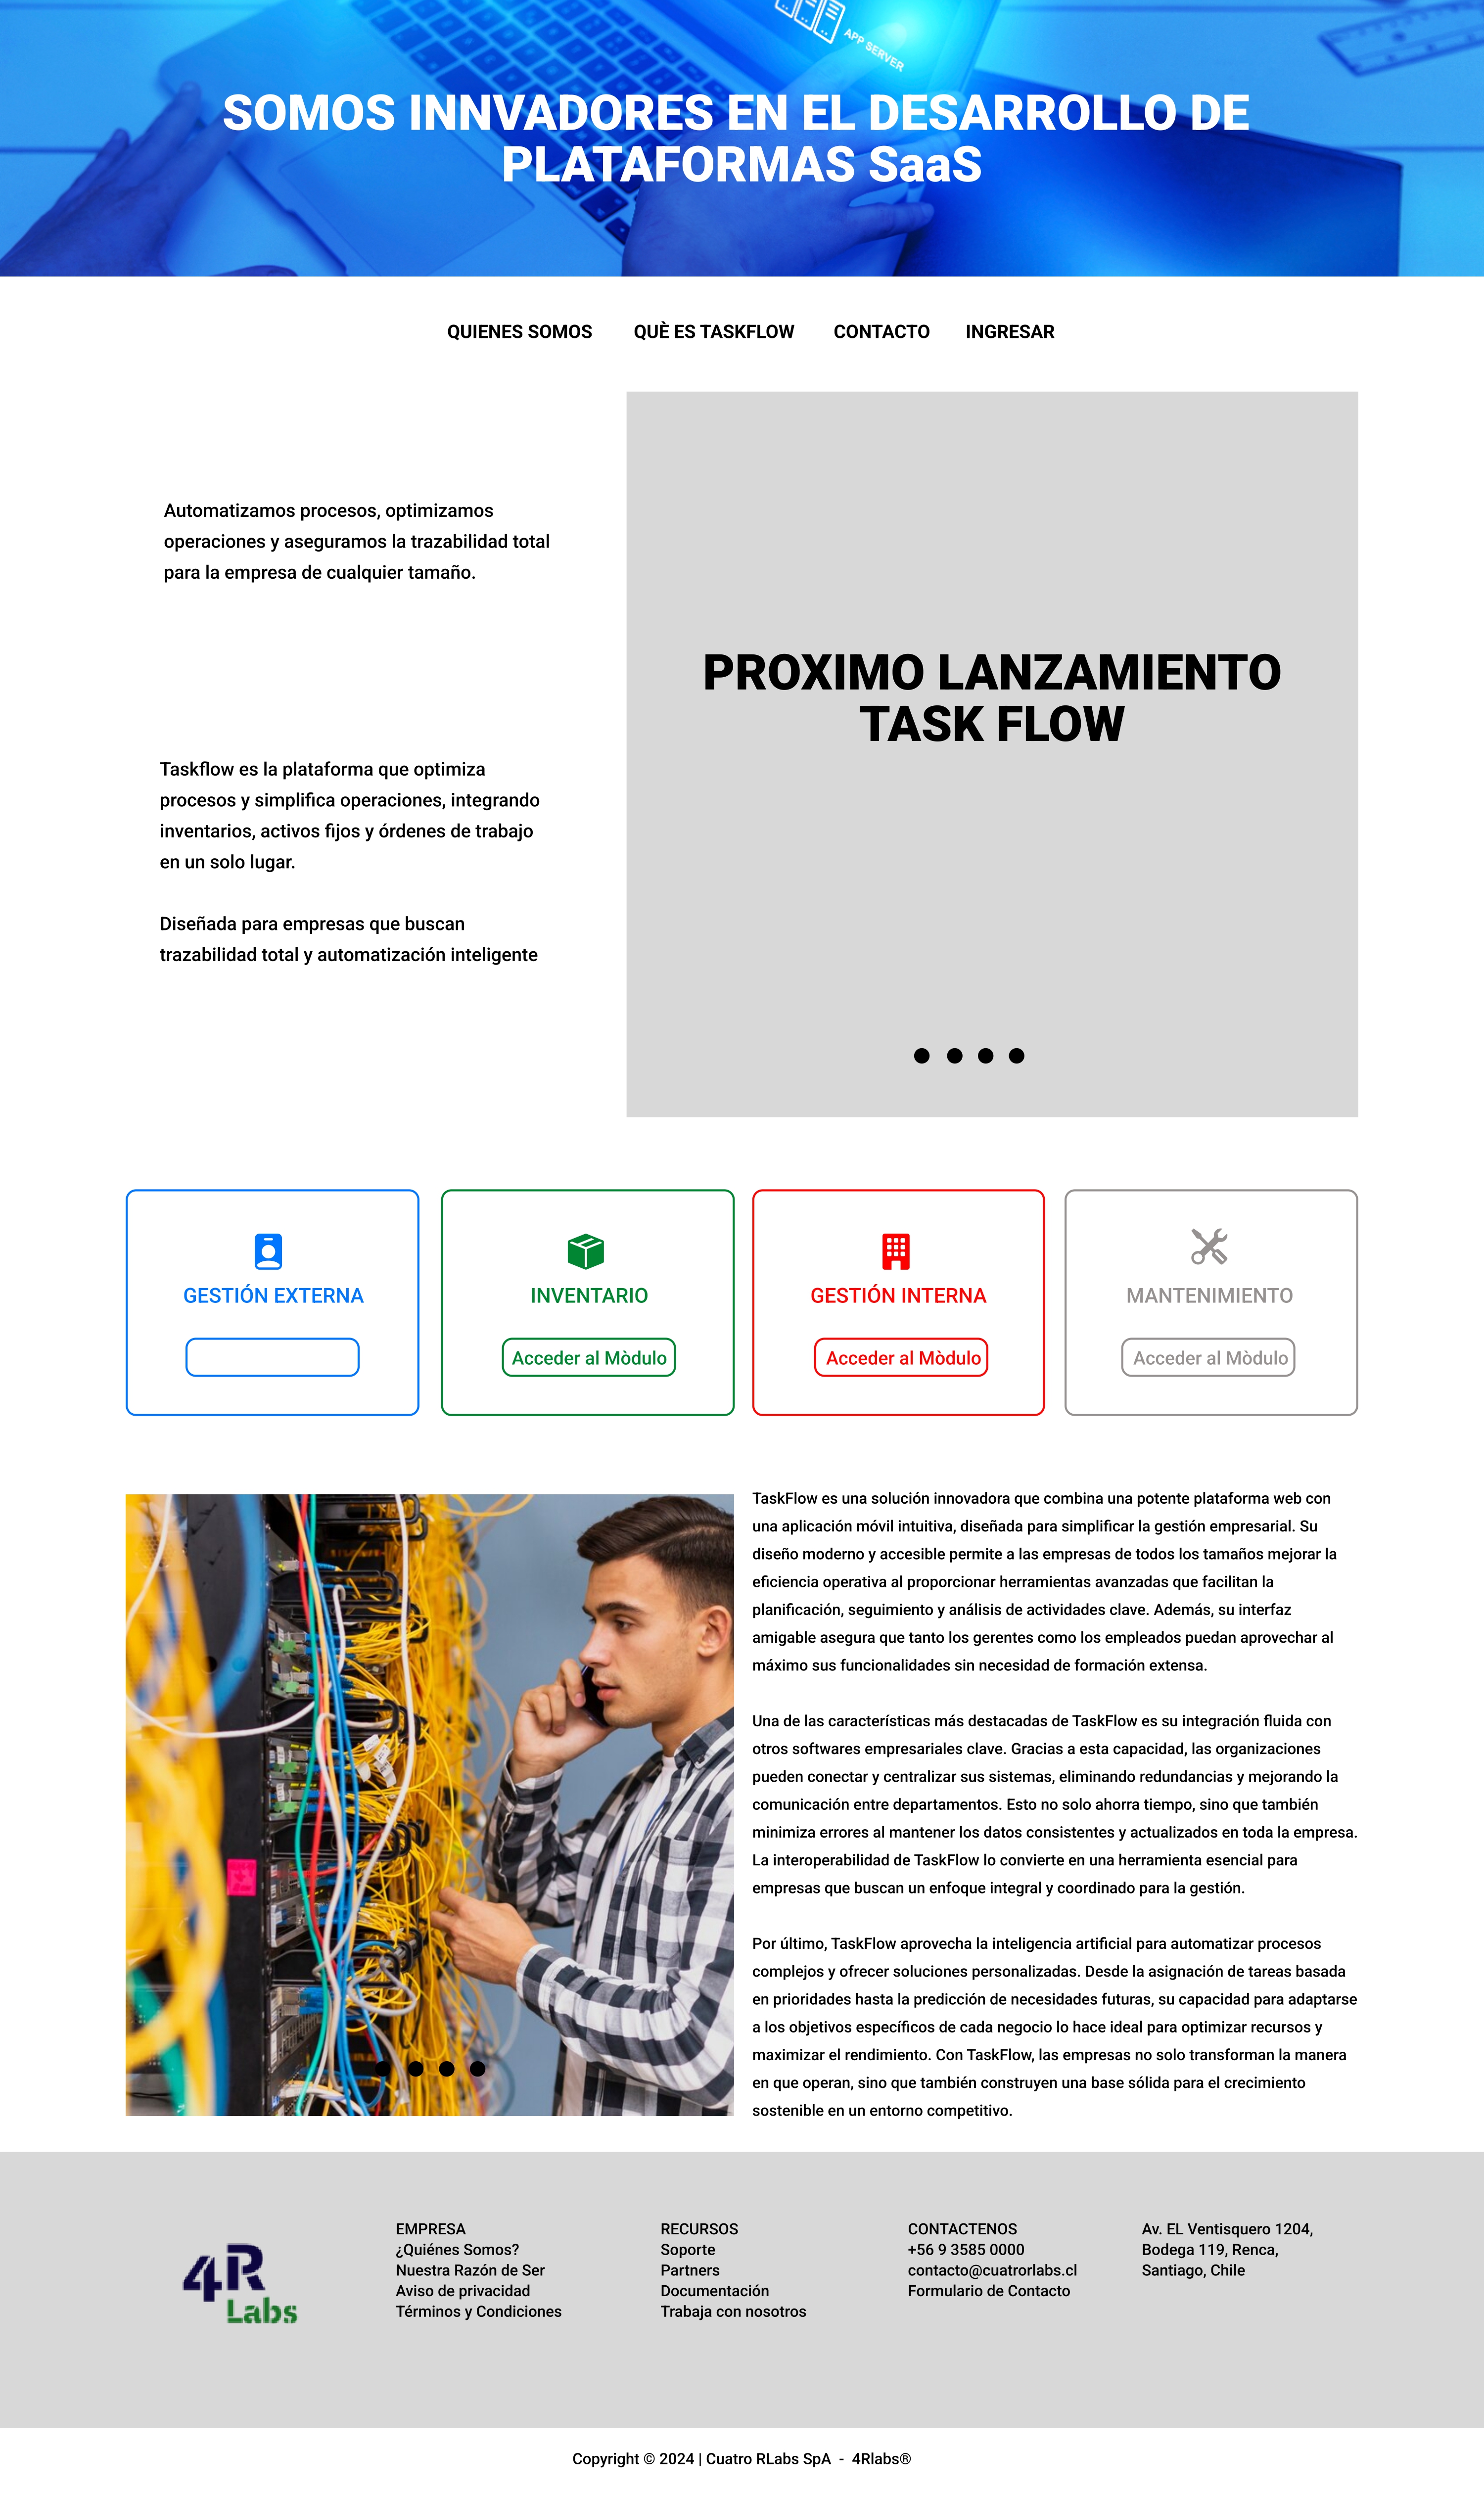 APP SERVER
SOMOS INNVADORES EN EL DESARROLLO DE
PLATAFORMAS SaaS
QUIENES SOMOS QUÈ ES TASKFLOW CONTACTO INGRESAR
Automatizamos procesos, optimizamos
operaciones y aseguramos la trazabilidad total
para la empresa de cualquier tamaño.
PROXIMO LANZAMIENTO
TASK FLOW
Taskflow es la plataforma que optimiza
procesos y simplifica operaciones, integrando
inventarios, activos fijos y órdenes de trabajo
en un solo lugar.
Diseñada para empresas que buscan
trazabilidad total y automatización inteligente
GESTIÓN EXTERNA
INVENTARIO
Acceder al Mòdulo
GESTIÓN INTERNA
Acceder al Mòdulo
MANTENIMIENTO
Acceder al Mòdulo
TaskFlow es una solución innovadora que combina una potente plataforma web con
una aplicación móvil intuitiva, diseñada para simplificar la gestión empresarial. Su
diseño moderno y accesible permite a las empresas de todos los tamaños mejorar la
eficiencia operativa al proporcionar herramientas avanzadas que facilitan la
planificación, seguimiento y análisis de actividades clave. Además, su interfaz
amigable asegura que tanto los gerentes como los empleados puedan aprovechar al
máximo sus funcionalidades sin necesidad de formación extensa.
Una de las características más destacadas de TaskFlow es su integración fluida con
otros softwares empresariales clave. Gracias a esta capacidad, las organizaciones
pueden conectar y centralizar sus sistemas, eliminando redundancias y mejorando la
comunicación entre departamentos. Esto no solo ahorra tiempo, sino que también
minimiza errores al mantener los datos consistentes y actualizados en toda la empresa.
La interoperabilidad de TaskFlow lo convierte en una herramienta esencial para
empresas que buscan un enfoque integral y coordinado para la gestión.
Por último, TaskFlow aprovecha la inteligencia artificial para automatizar procesos
complejos y ofrecer soluciones personalizadas. Desde la asignación de tareas basada
en prioridades hasta la predicción de necesidades futuras, su capacidad para adaptarse
a los objetivos específicos de cada negocio lo hace ideal para optimizar recursos y
maximizar el rendimiento. Con TaskFlow, las empresas no solo transforman la manera
en que operan, sino que también construyen una base sólida para el crecimiento
sostenible en un entorno competitivo.
4R
Labs
EMPRESA
¿Quiénes Somos?
Nuestra Razón de Ser
Aviso de privacidad
Términos y Condiciones
RECURSOS
Soporte
Partners
Documentación
Trabaja con nosotros
CONTACTENOS
+56 9 3585 0000
contacto@cuatrorlabs.cl
Formulario de Contacto
Av. EL Ventisquero 1204,
Bodega 119, Renca,
Santiago, Chile
Copyright © 2024 | Cuatro RLabs SpA - 4Rlabs®